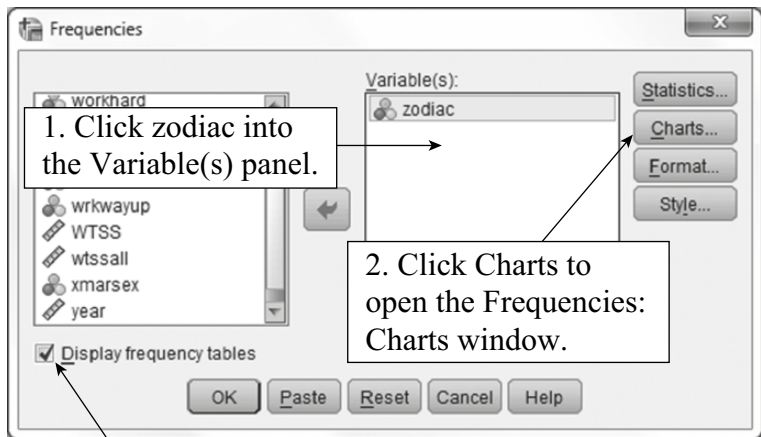 Frequencies
Variable(s):
workhard
zodiac
Statistics...
1. Click zodiac into
the Variable(s) panel.
Charts...
Format...
wrkwayup
Style...
WTSS
wtssall
xmarsex
year
2. Click Charts to
open the Frequencies:
Charts window.
Display frequency tables
OK
Paste
Reset
Cancel
Help